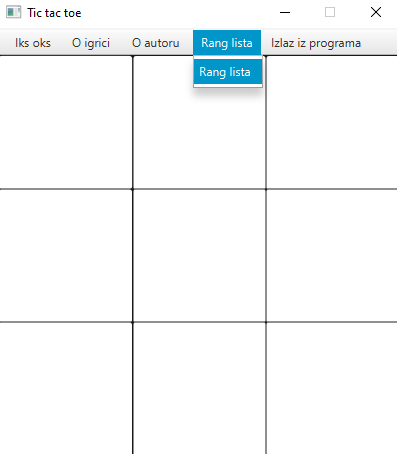 Tic tac toe
Iks oks O igrici O autoru Rang lista Izlaz iz programa
Rang lista